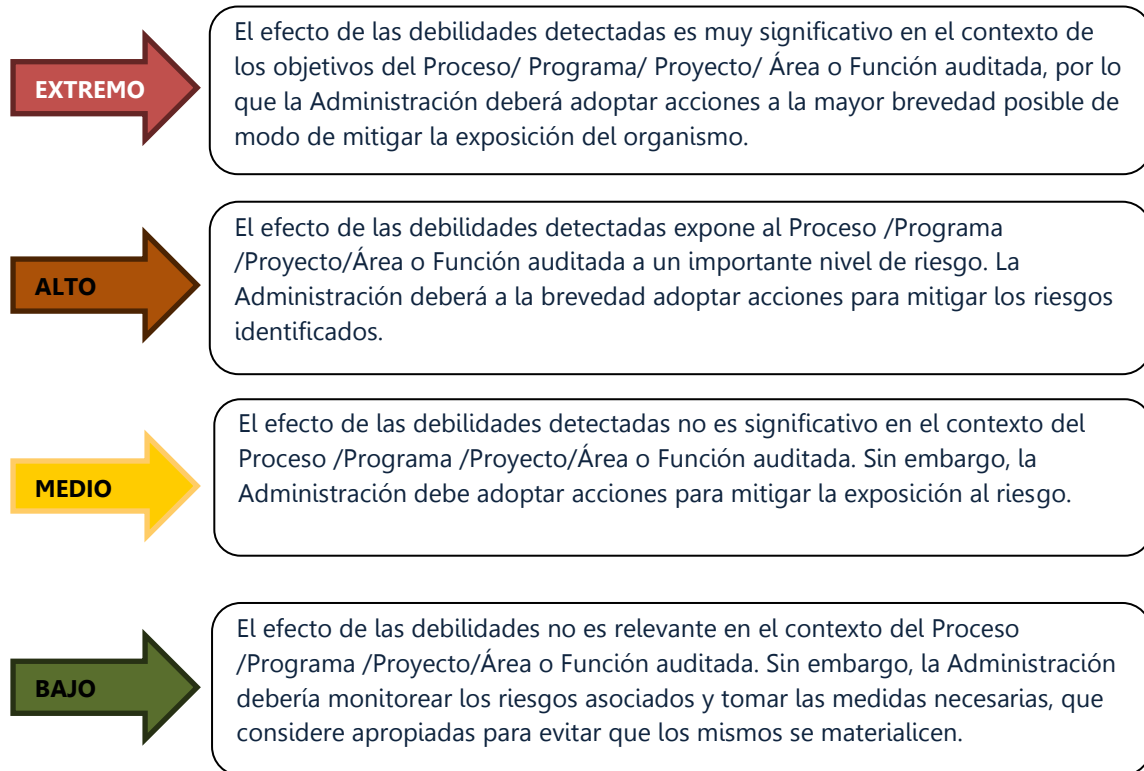 EXTREMO
El efecto de las debilidades detectadas es muy significativo en el contexto de
los objetivos del Proceso/ Programa/ Proyecto/ Área o Función auditada, por lo
que la Administración deberá adoptar acciones a la mayor brevedad posible de
modo de mitigar la exposición del organismo.
ALTO
El efecto de las debilidades detectadas expone al Proceso /Programa
/Proyecto/Área o Función auditada a un importante nivel de riesgo. La
Administración deberá a la brevedad adoptar acciones para mitigar los riesgos
identificados.
MEDIO
El efecto de las debilidades detectadas no es significativo en el contexto del
Proceso /Programa /Proyecto/Área o Función auditada. Sin embargo, la
Administración debe adoptar acciones para mitigar la exposición al riesgo.
BAJO
El efecto de las debilidades no es relevante en el contexto del Proceso
/Programa /Proyecto/Área o Función auditada. Sin embargo, la Administración
debería monitorear los riesgos asociados y tomar las medidas necesarias, que
considere apropiadas para evitar que los mismos se materialicen.